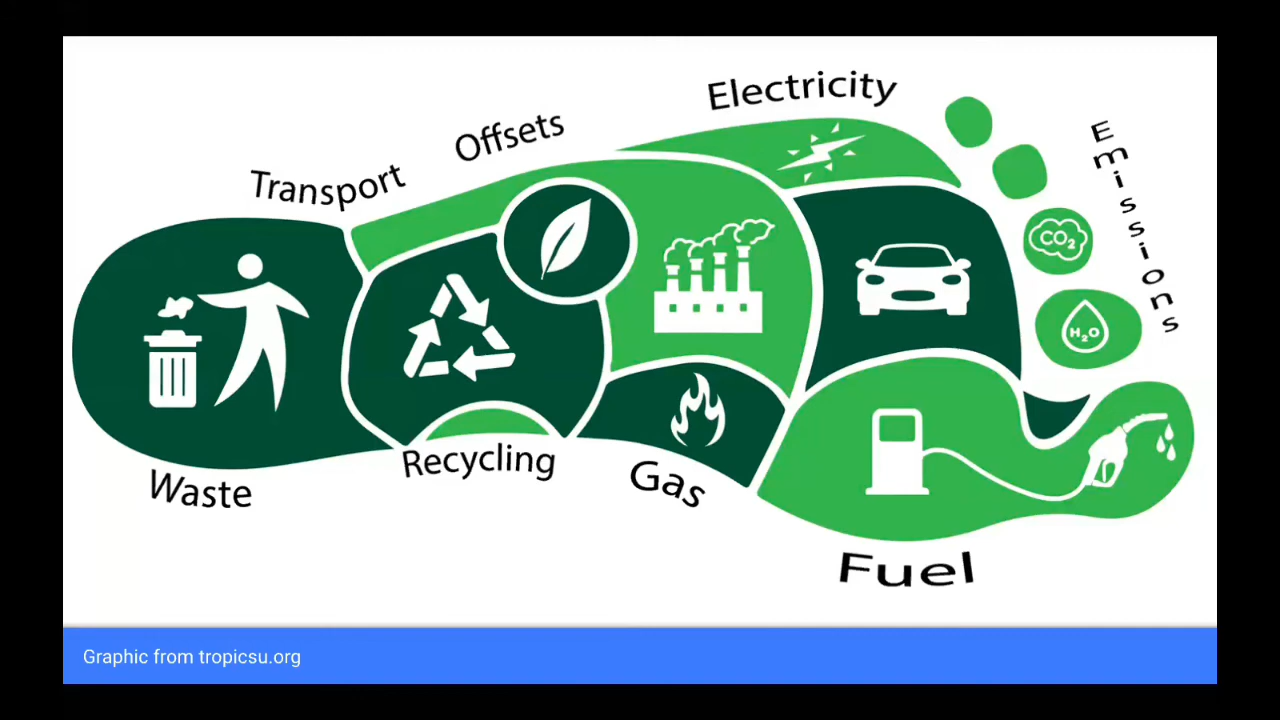 Electricity
Offsets
Transport
Emissions
CO₂
H₂O
Waste
Recycling
Gas
Fuel
Graphic from tropicsu.org